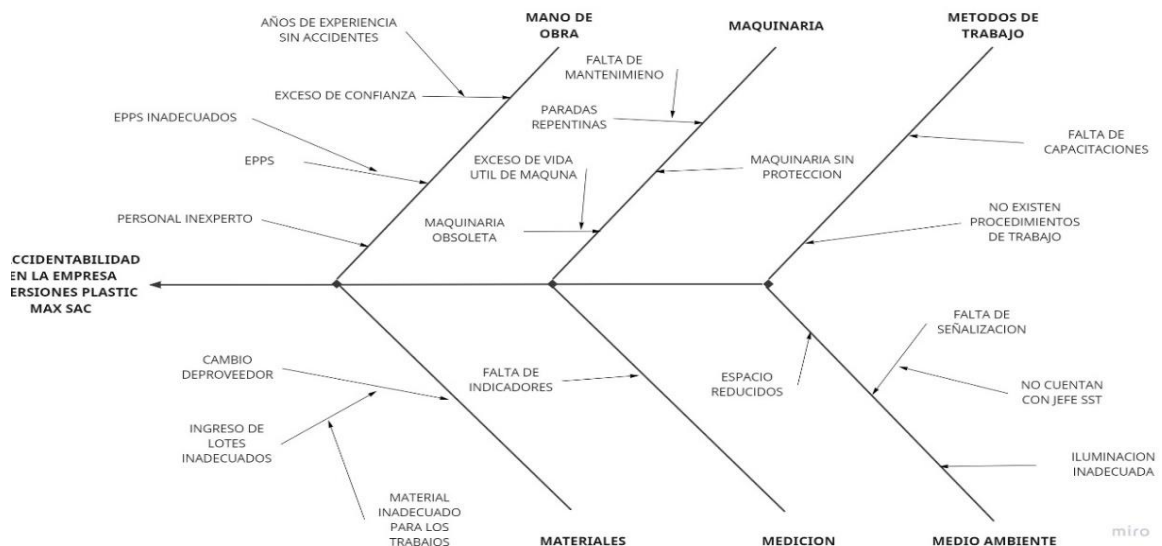 AÑOS DE EXPERIENCIA
SIN ACCIDENTES
MANO DE
OBRA
MAQUINARIA
METODOS DE
TRABAJO
EXCESO DE CONFIANZA
FALTA DE
MANTENIMIENO
EPPS INADECUADOS
PARADAS
REPENTINAS
FALTA DE
CAPACITACIONES
EPPS
EXCESO DE VIDA
UTIL DE MAQUNA
MAQUINARIA SIN
PROTECCION
PERSONAL INEXPERTO
MAQUINARIA
OBSOLETA
NO EXISTEN
PROCEDIMIENTOS
DE TRABAJO
CCIDENTABILIDAD
EN LA EMPRESA
ERSIONES PLASTIC
MAX SAC
CAMBIO
DEPROVEEDOR
FALTA DE
INDICADORES
ESPACIO
REDUCIDOS
FALTA DE
SEÑALIZACION
NO CUENTAN
CON JEFE SST
INGRESO DE
LOTES
INADECUADOS
ILUMINACION
INADECUADA
MATERIAL
INADECUADO
PARA LOS
TRABAJOS
MATERIALES
MEDICION
MEDIO AMBIENTE
miro